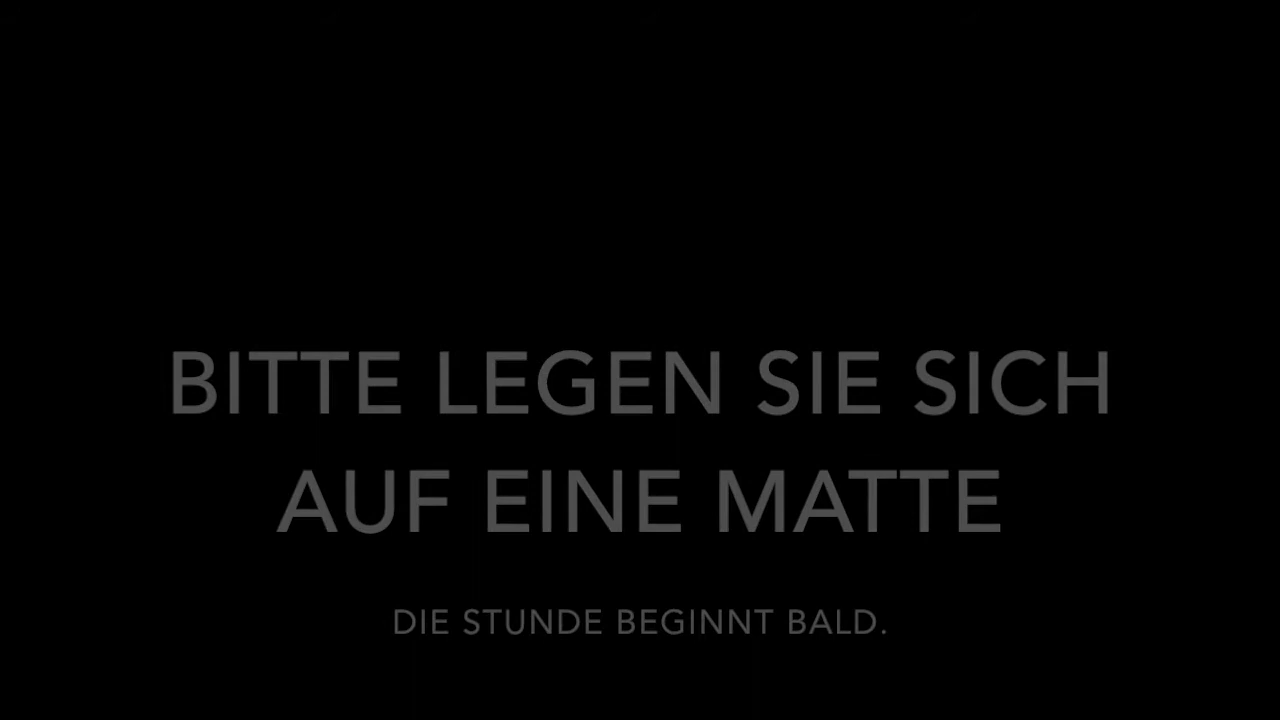 BITTE LEGEN SIE SICH
AUF EINE MATTE
DIE STUNDE BEGINNT BALD.